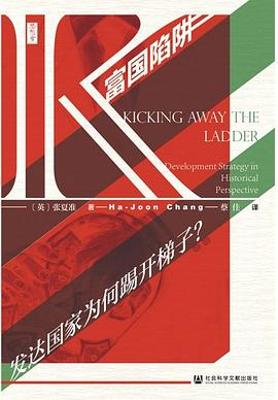 富国陷阱
KICKING AWAY THE
LADDER
Development Strategy in
Historical
Perspective
〔英〕张夏准 著 Ha-Joon Chang 蔡佳 译
发达国家为何踢开梯子?
社会科学文献出版社